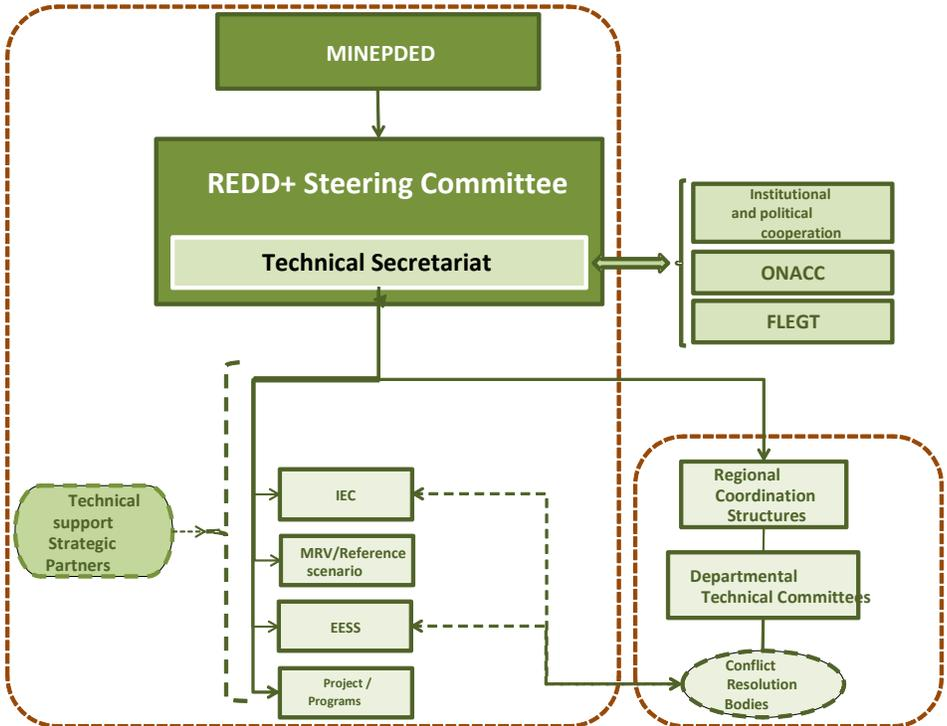 MINEPDED
REDD+ Steering Committee
Technical Secretariat
Institutional
and political
cooperation
ONACC
FLEGT
Technical
support
Strategic
Partners
IEC
MRV/Reference
scenario
EESS
Project /
Programs
Regional
Coordination
Structures
Departmental
Technical Committees
Conflict
Resolution
Bodies